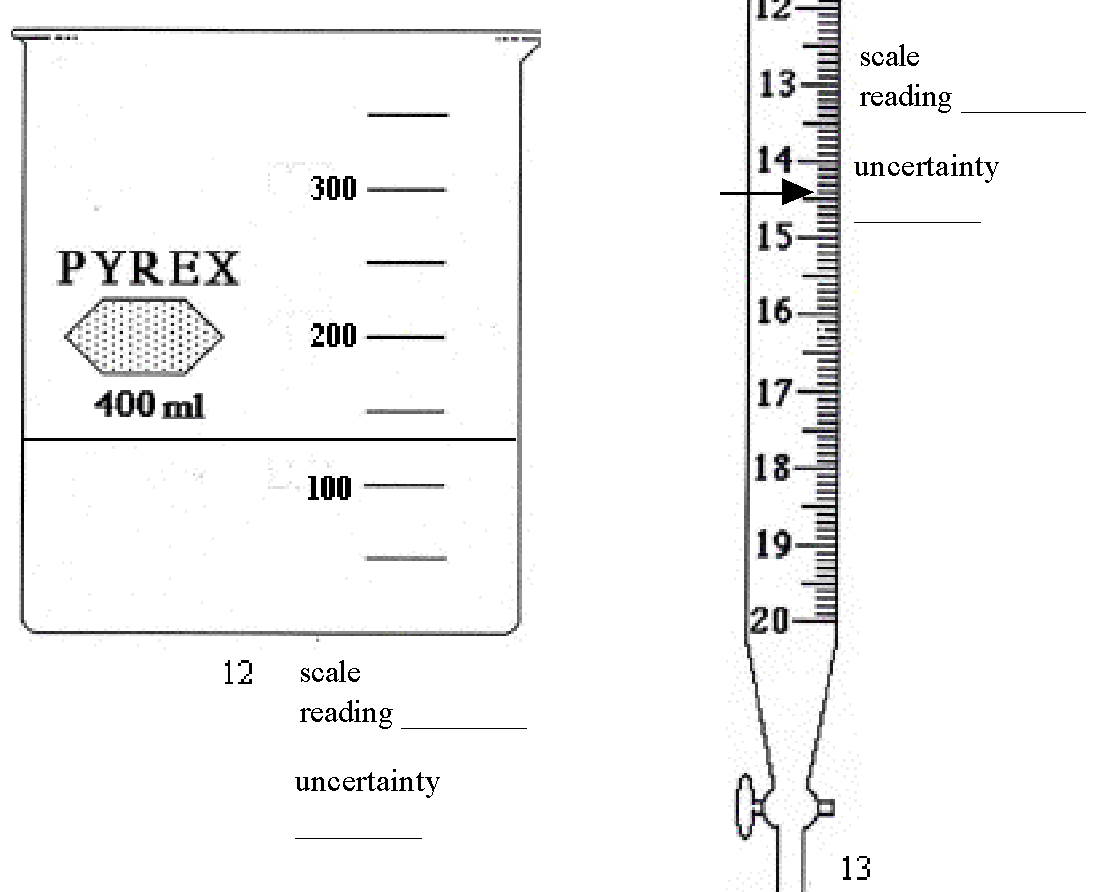 300
PYREX
200
400 ml
100
12
scale
reading ________
uncertainty
________
12
13
14
15
16
17
18
19
20
scale
reading ________
uncertainty
________
13